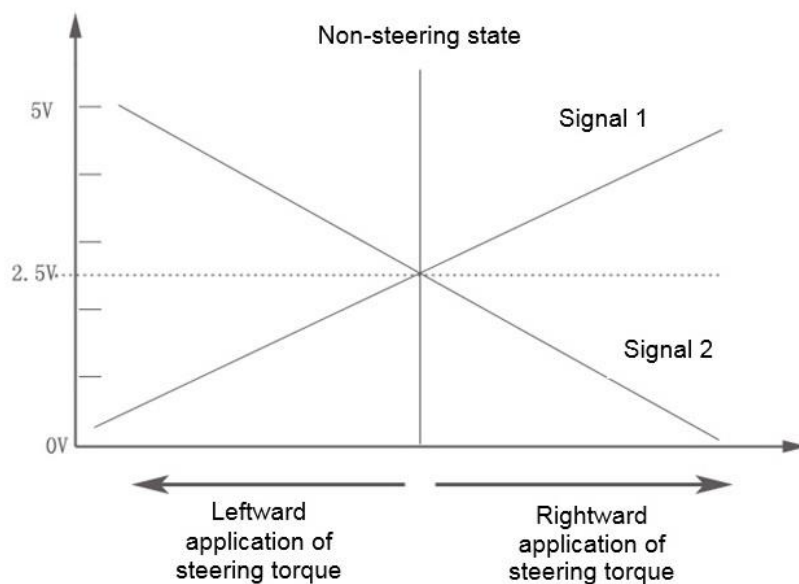 Non-steering state
5V
Signal 1
2.5V
Signal 2
0V
Leftward
application of
steering torque
Rightward
application of
steering torque